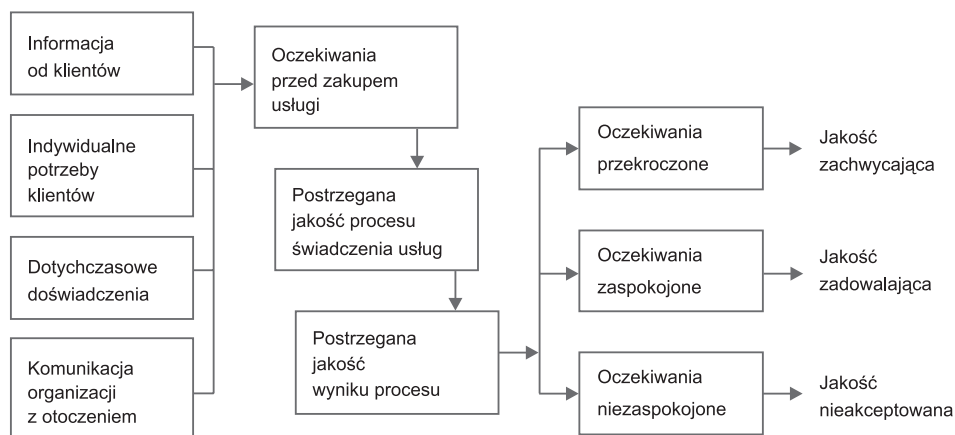 Informacja
od klientów
Indywidualne
potrzeby
klientów
Dotychczasowe
doświadczenia
Komunikacja
organizacji
z otoczeniem
Oczekiwania
przed zakupem
usługi
Postrzegana
jakość procesu
świadczenia usług
Postrzegana
jakość
wyniku procesu
Oczekiwania
przekroczone
Jakość
zachwycająca
Oczekiwania
zaspokojone
Jakość
zadowalająca
Oczekiwania
niezaspokojone
Jakość
nieakceptowana